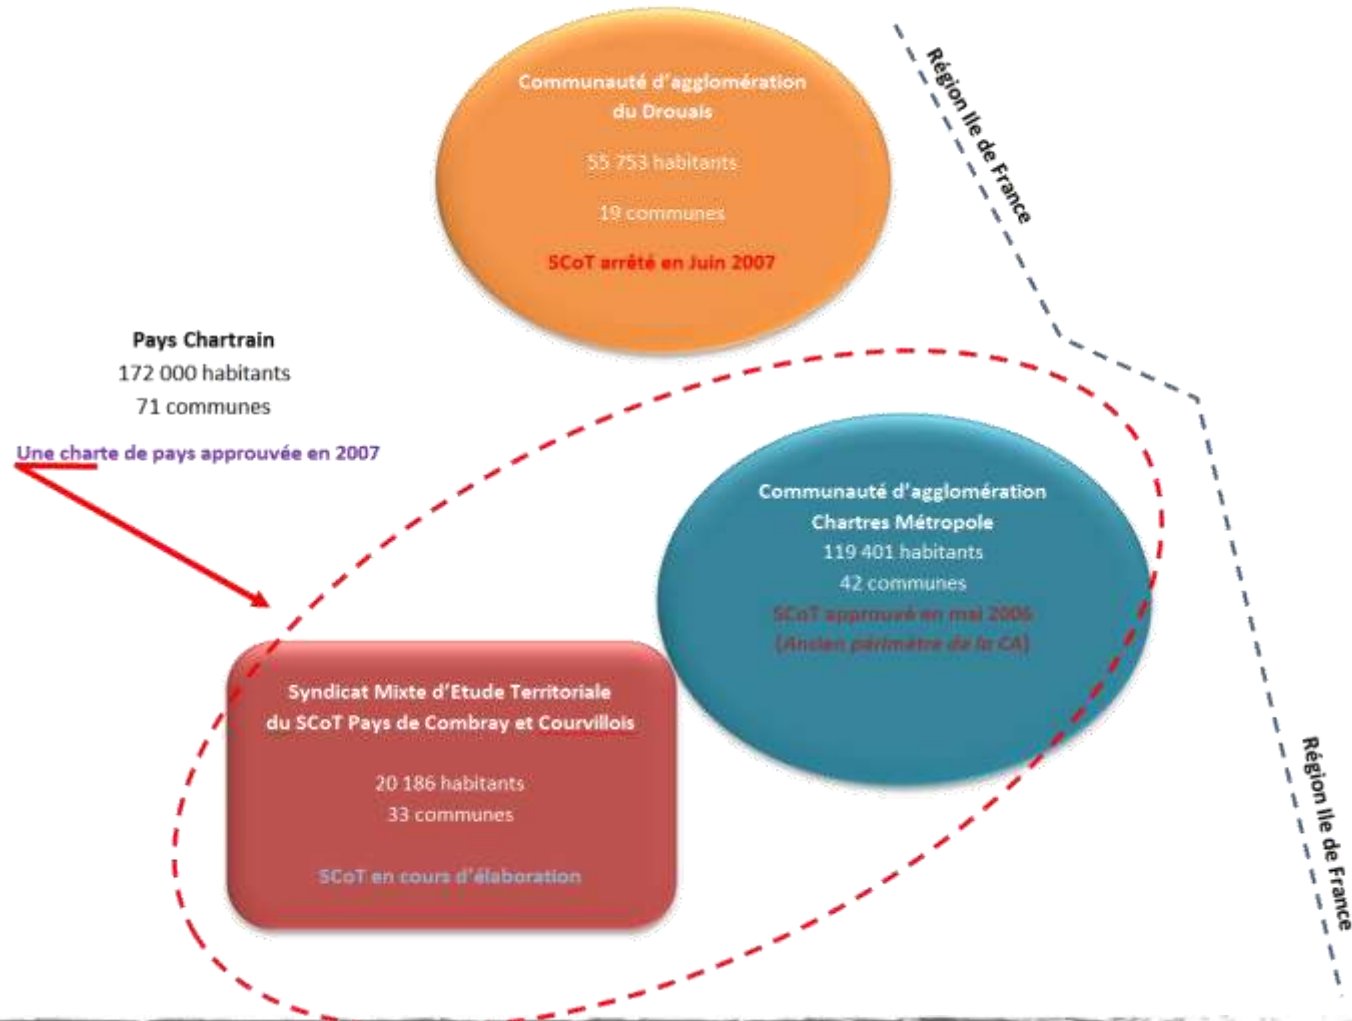 Communauté d'agglomération
du Drouais
55 753 habitants
19 communes
SCoT arrêté en Juin 2007
Région Ile de France
Pays Chartrain
172 000 habitants
71 communes
Une charte de pays approuvée en 2007
Communauté d'agglomération
Chartres Métropole
119 401 habitants
42 communes
SCoT approuvé en mai 2006
(Ancien périmètre de la CA)
Syndicat Mixte d'Etude Territoriale
du SCoT Pays de Combray et Courvillois
20 186 habitants
33 communes
SCoT en cours d'élaboration
Région Ile de France